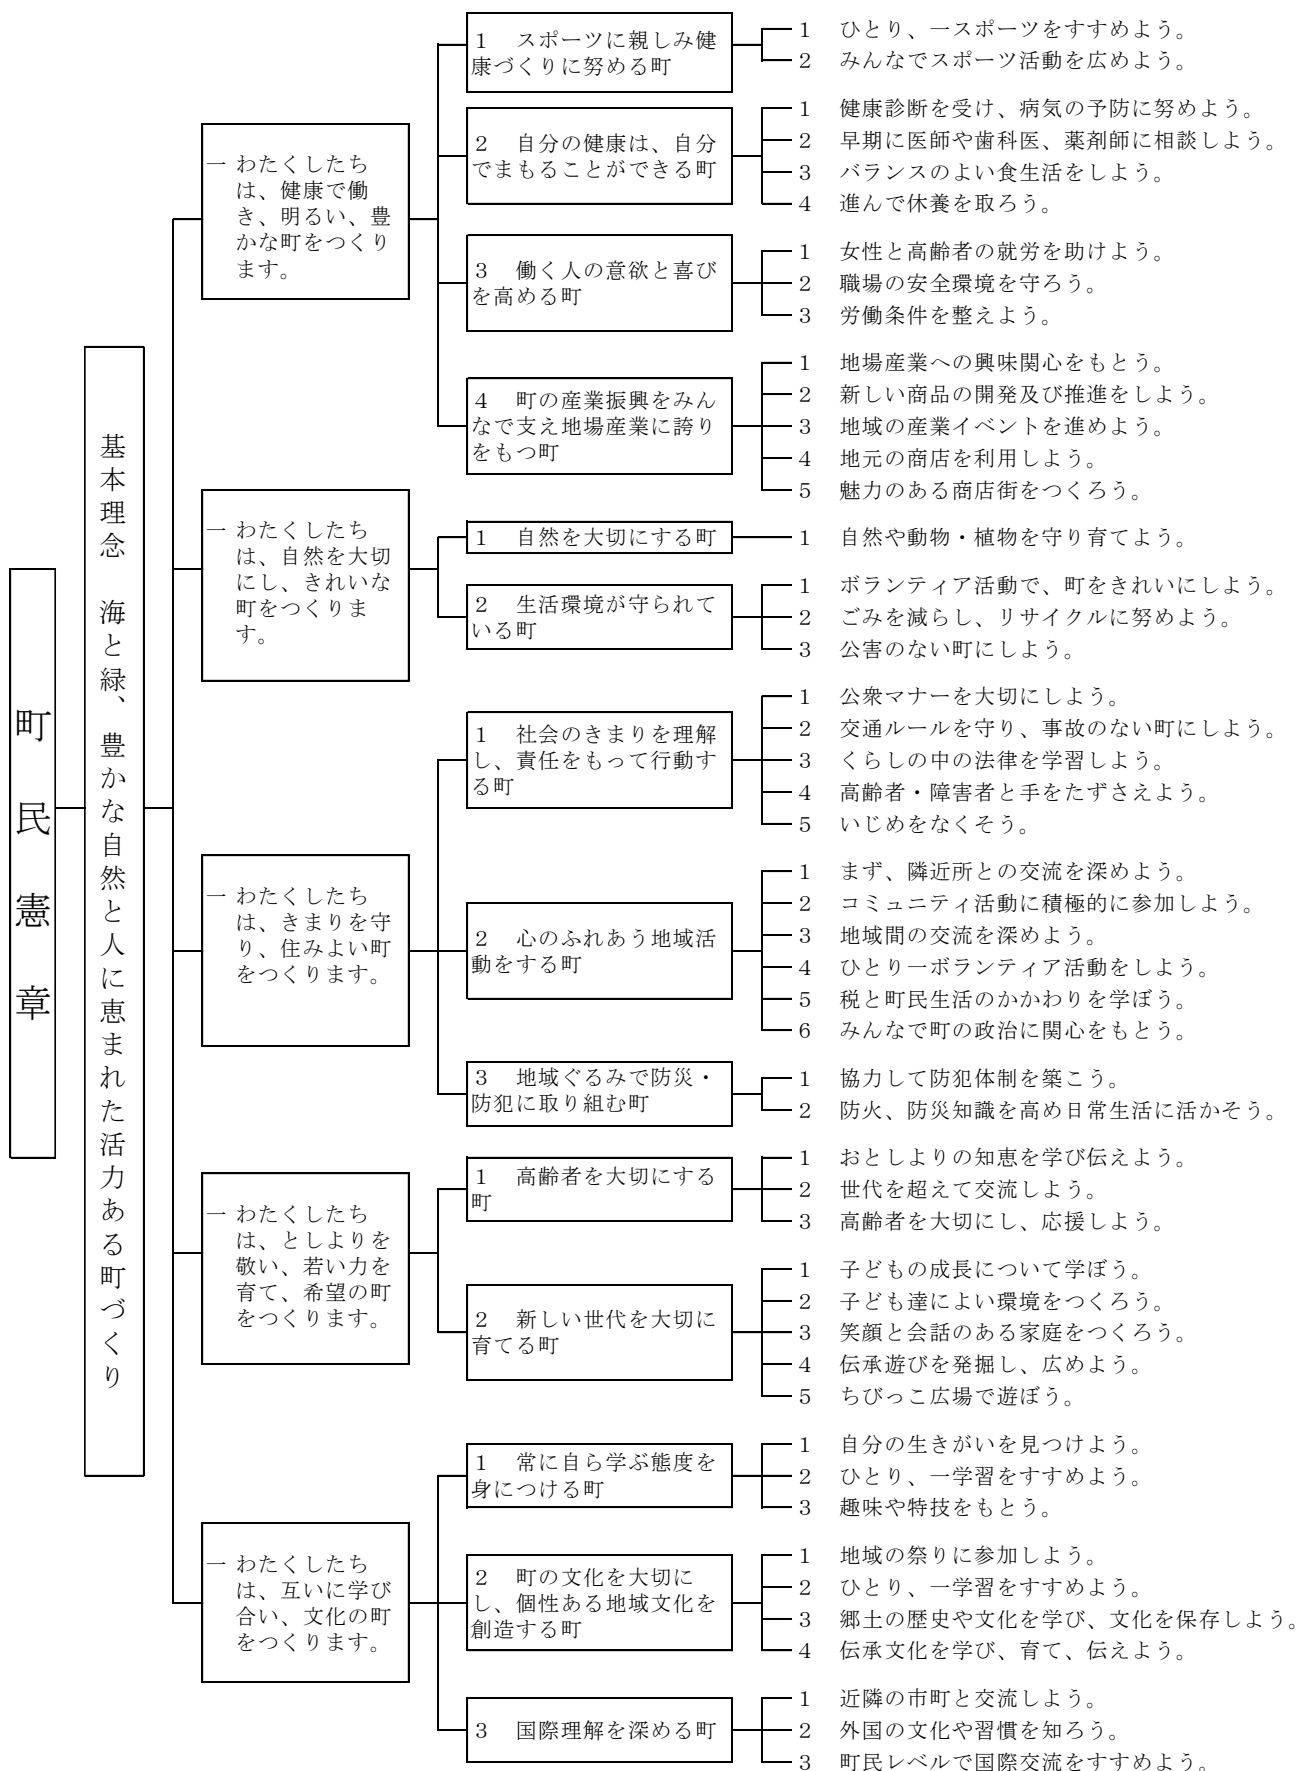 町民憲章
基本理念　海と緑、豊かな自然と人に恵まれた活力ある町づくり
一 わたくしたち
は、健康で働
き、明るい、豊
かな町をつくり
ます。
1　スポーツに親しみ健
康づくりに努める町
1　ひとり、一スポーツをすすめよう。
2　みんなでスポーツ活動を広めよう。
2　自分の健康は、自分
でまもることができる町
1　健康診断を受け、病気の予防に努めよう。
2　早期に医師や歯科医、薬剤師に相談しよう。
3　バランスのよい食生活をしよう。
4　進んで休養を取ろう。
3　働く人の意欲と喜び
を高める町
1　女性と高齢者の就労を助けよう。
2　職場の安全環境を守ろう。
3　労働条件を整えよう。
4　町の産業振興をみん
なで支え地場産業に誇り
をもつ町
1　地場産業への興味関心をもとう。
2　新しい商品の開発及び推進をしよう。
3　地域の産業イベントを進めよう。
4　地元の商店を利用しよう。
5　魅力のある商店街をつくろう。
一 わたくしたち
は、自然を大切
にし、きれいな
町をつくりま
す。
1　自然を大切にする町
1　自然や動物・植物を守り育てよう。
2　生活環境が守られて
いる町
1　ボランティア活動で、町をきれいにしよう。
2　ごみを減らし、リサイクルに努めよう。
3　公害のない町にしよう。
一 わたくしたち
は、きまりを守
り、住みよい町
をつくります。
1　社会のきまりを理解
し、責任をもって行動す
る町
1　公衆マナーを大切にしよう。
2　交通ルールを守り、事故のない町にしよう。
3　くらしの中の法律を学習しよう。
4　高齢者・障害者と手をたずさえよう。
5　いじめをなくそう。
2　心のふれあう地域活
動をする町
1　まず、隣近所との交流を深めよう。
2　コミュニティ活動に積極的に参加しよう。
3　地域間の交流を深めよう。
4　ひとり一ボランティア活動をしよう。
5　税と町民生活のかかわりを学ぼう。
6　みんなで町の政治に関心をもとう。
3　地域ぐるみで防災・
防犯に取り組む町
1　協力して防犯体制を築こう。
2　防火、防災知識を高め日常生活に活かそう。
一 わたくしたち
は、としよりを
敬い、若い力を
育て、希望の町
をつくります。
1　高齢者を大切にする
町
1　おとしよりの知恵を学び伝えよう。
2　世代を超えて交流しよう。
3　高齢者を大切にし、応援しよう。
2　新しい世代を大切に
育てる町
1　子どもの成長について学ぼう。
2　子ども達によい環境をつくろう。
3　笑顔と会話のある家庭をつくろう。
4　伝承遊びを発掘し、広めよう。
5　ちびっこ広場で遊ぼう。
一 わたくしたち
は、互いに学び
合い、文化の町
をつくります。
1　常に自ら学ぶ態度を
身につける町
1　自分の生きがいを見つけよう。
2　ひとり、一学習をすすめよう。
3　趣味や特技をもとう。
2　町の文化を大切に
し、個性ある地域文化を
創造する町
1　地域の祭りに参加しよう。
2　ひとり、一学習をすすめよう。
3　郷土の歴史や文化を学び、文化を保存しよう。
4　伝承文化を学び、育て、伝えよう。
3　国際理解を深める町
1　近隣の市町と交流しよう。
2　外国の文化や習慣を知ろう。
3　町民レベルで国際交流をすすめよう。